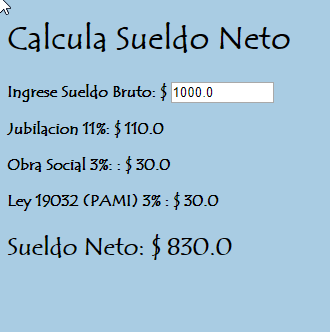 Calcula Sueldo Neto
Ingrese Sueldo Bruto: $ 1000.0
Jubilacion 11%: $ 110.0
Obra Social 3%: : $ 30.0
Ley 19032 (PAMI) 3% : $ 30.0
Sueldo Neto: $ 830.0